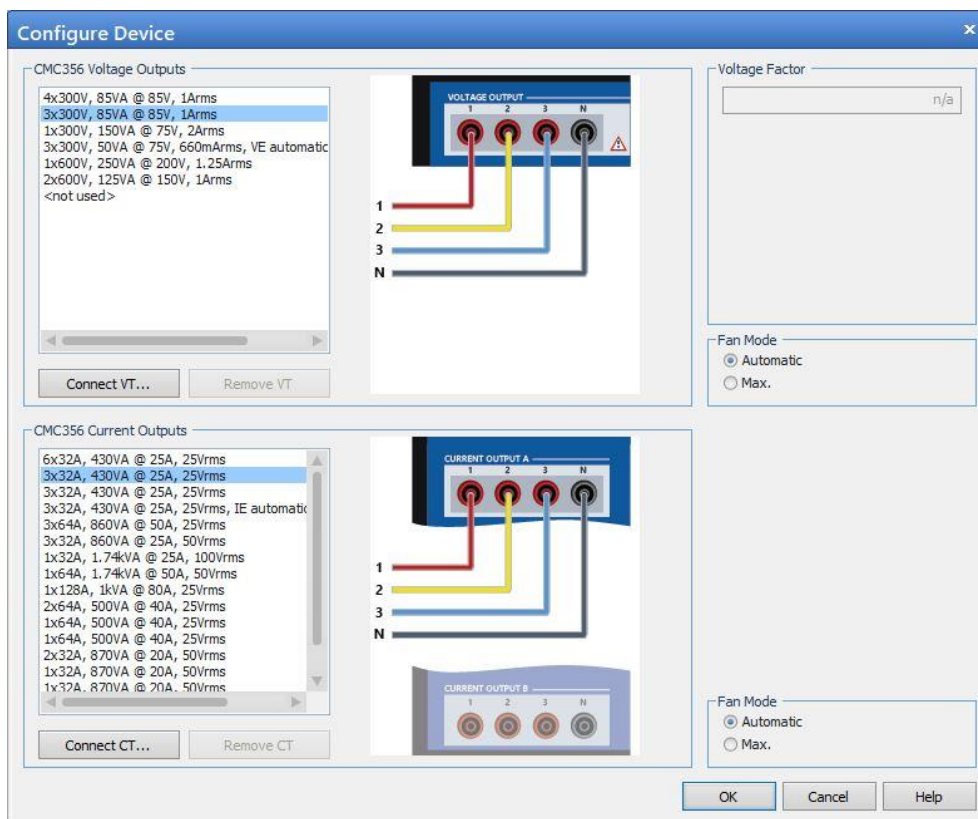 Configure Device
x
CMC356 Voltage Outputs
4x300V, 85VA @ 85V, 1Arms
3x300V, 85VA @ 85V, 1Arms
1x300V, 150VA @ 75V, 2Arms
3x300V, 50VA @ 75V, 660mArms, VE automatic
1x600V, 250VA @ 200V, 1.25Arms
2x600V, 125VA @ 150V, 1Arms
<not used>
Connect VT...
Remove VT
VOLTAGE OUTPUT
1 2 3 N
1
2
3
N
Voltage Factor
n/a
Fan Mode
Automatic
Max.
CMC356 Current Outputs
6x32A, 430VA @ 25A, 25Vrms
3x32A, 430VA @ 25A, 25Vrms
3x32A, 430VA @ 25A, 25Vrms
3x32A, 430VA @ 25A, 25Vrms, IE automatic
3x64A, 860VA @ 50A, 25Vrms
3x32A, 860VA @ 25A, 50Vrms
1x32A, 1.74kVA @ 25A, 100Vrms
1x64A, 1.74kVA @ 50A, 50Vrms
1x128A, 1kVA @ 80A, 25Vrms
2x64A, 500VA @ 40A, 25Vrms
1x64A, 500VA @ 40A, 25Vrms
1x64A, 500VA @ 40A, 25Vrms
2x32A, 870VA @ 20A, 50Vrms
1x32A, 870VA @ 20A, 50Vrms
1x32A, 870VA @ 20A, 50Vrms
Connect CT...
Remove CT
CURRENT OUTPUT A
1 2 3 N
1
2
3
N
CURRENT OUTPUT B
1 2 3 N
Fan Mode
Automatic
Max.
OK
Cancel
Help